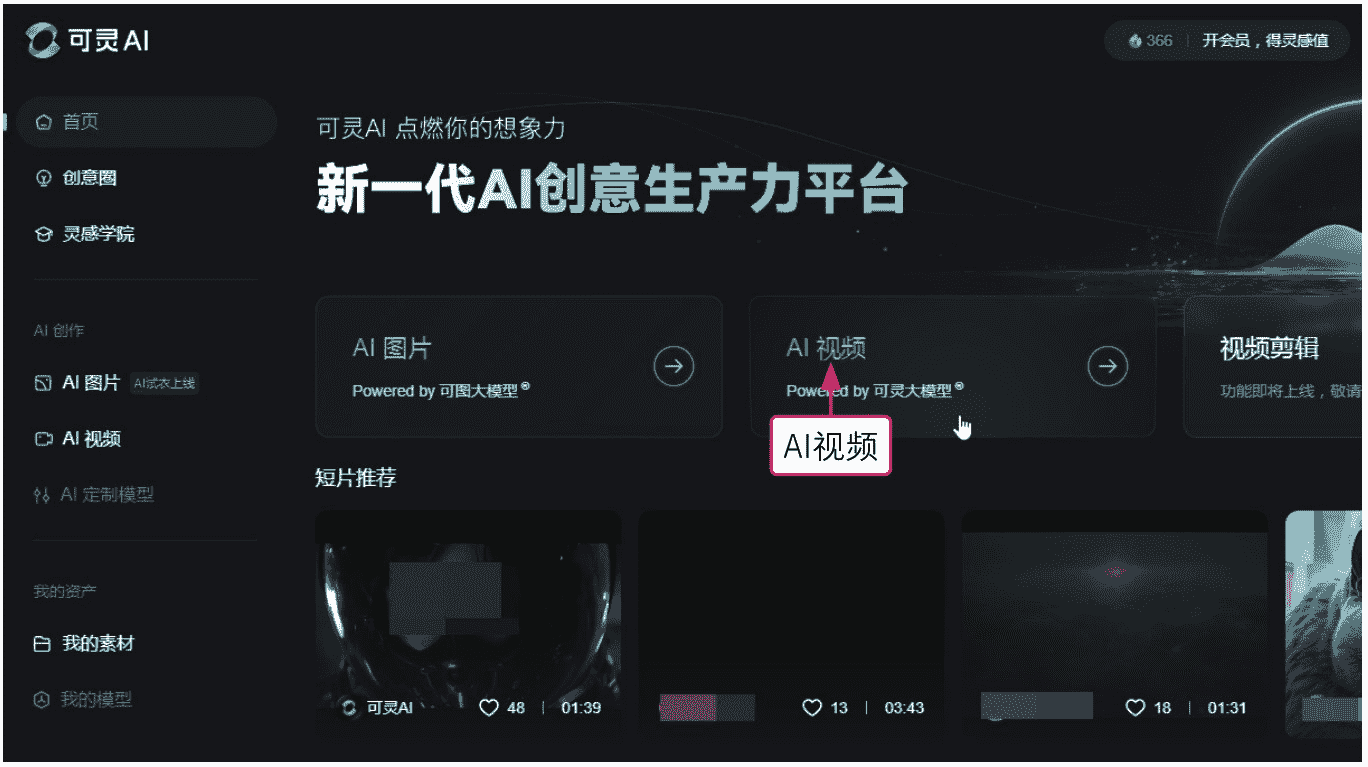 可灵AI
366 | 开会员，得灵感值
首页
创意圈
灵感学院
AI 创作
AI 图片 AI试衣上线
AI 视频
AI 定制模型
我的资产
我的素材
我的模型
可灵AI 点燃你的想象力
新一代AI创意生产力平台
AI 图片
Powered by 可图大模型®
AI 视频
Powered by 可灵大模型®
视频剪辑
功能即将上线，敬请
AI视频
短片推荐
可灵AI 48 | 01:39
13 | 03:43
18 | 01:31